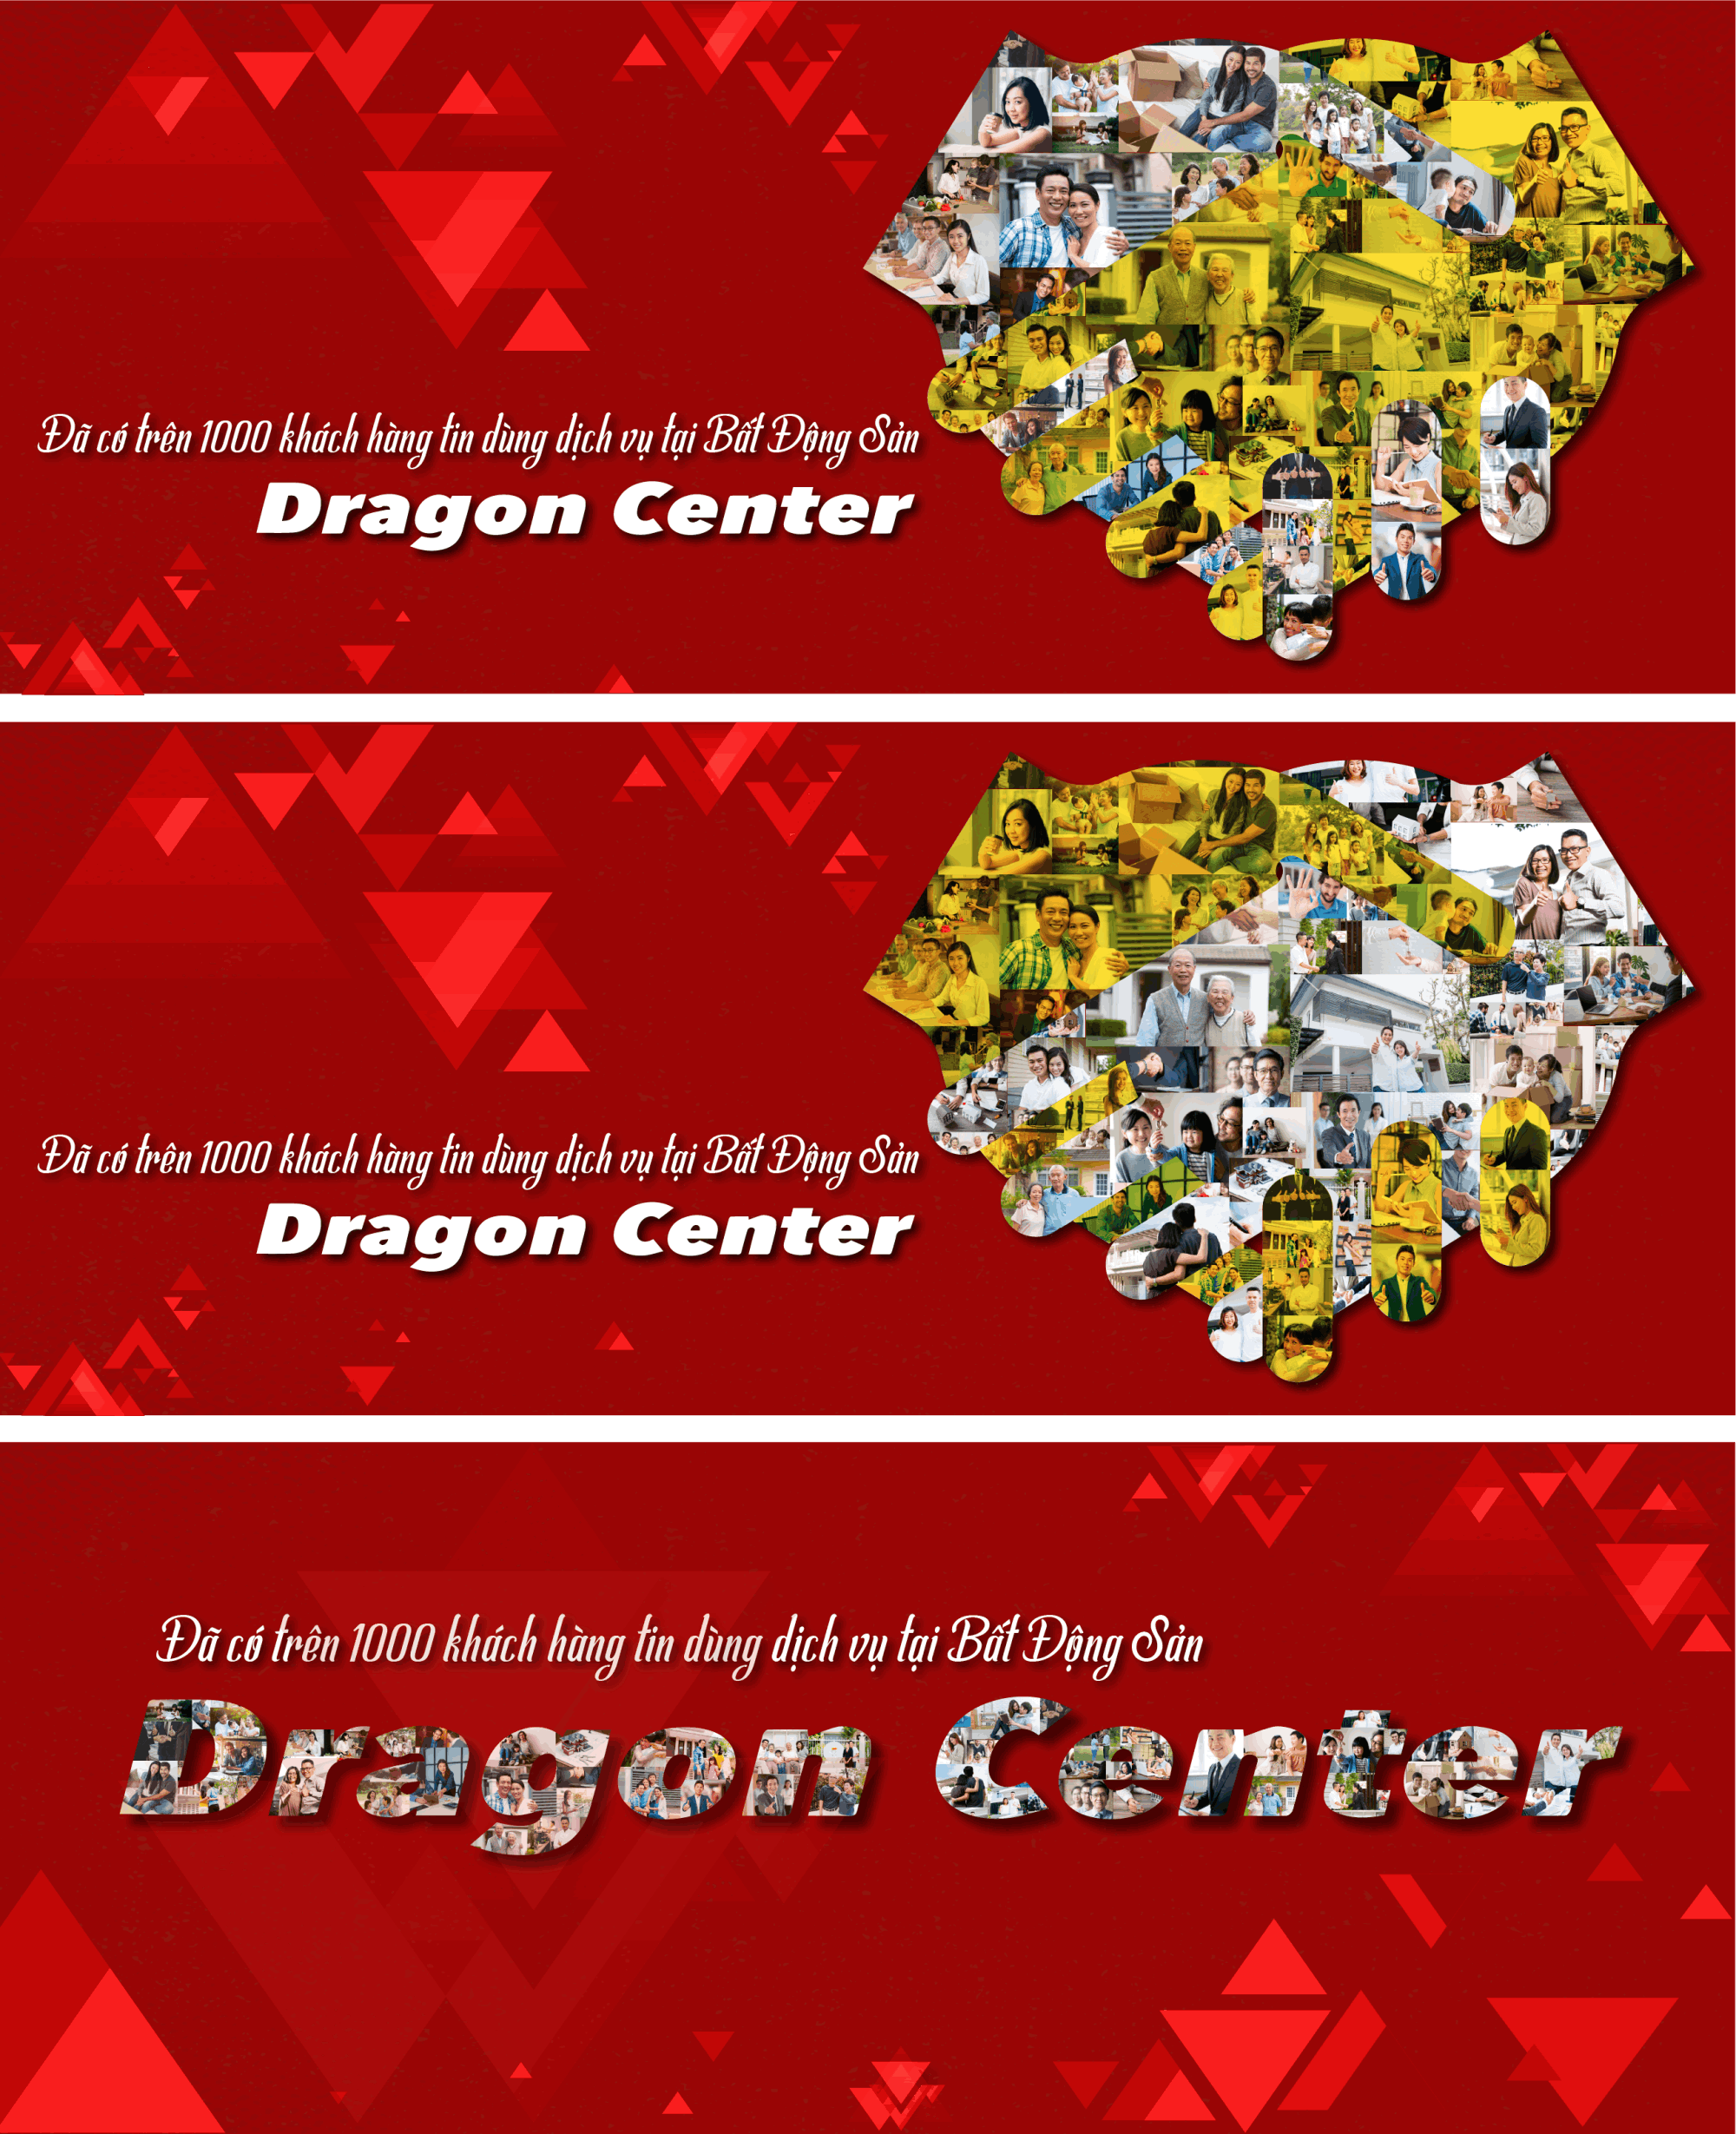 Đã có trên 1000 khách hàng tin dùng dịch vụ tại Bất Động Sản
Dragon Center
Đã có trên 1000 khách hàng tin dùng dịch vụ tại Bất Động Sản
Dragon Center
Đã có trên 1000 khách hàng tin dùng dịch vụ tại Bất Động Sản
Dragon Center